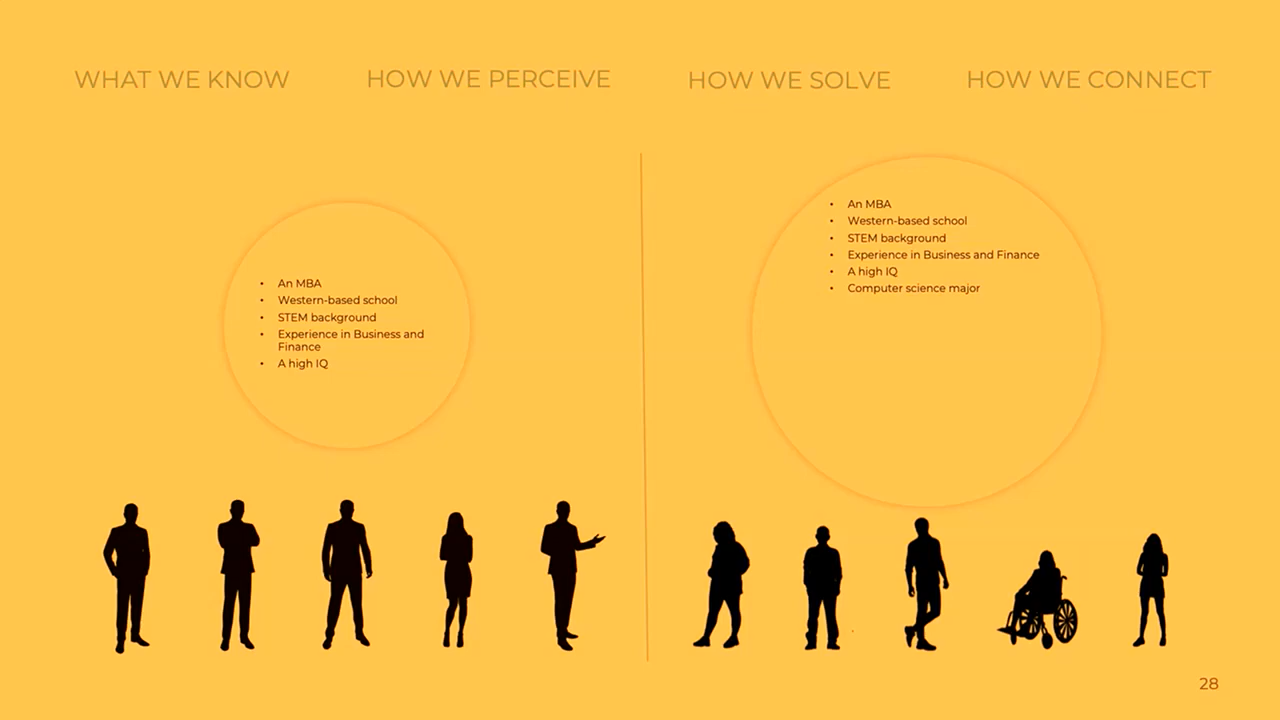 WHAT WE KNOW
HOW WE PERCEIVE
HOW WE SOLVE
HOW WE CONNECT
• An MBA
• Western-based school
• STEM background
• Experience in Business and
Finance
• A high IQ
• An MBA
• Western-based school
• STEM background
• Experience in Business and Finance
• A high IQ
• Computer science major
28